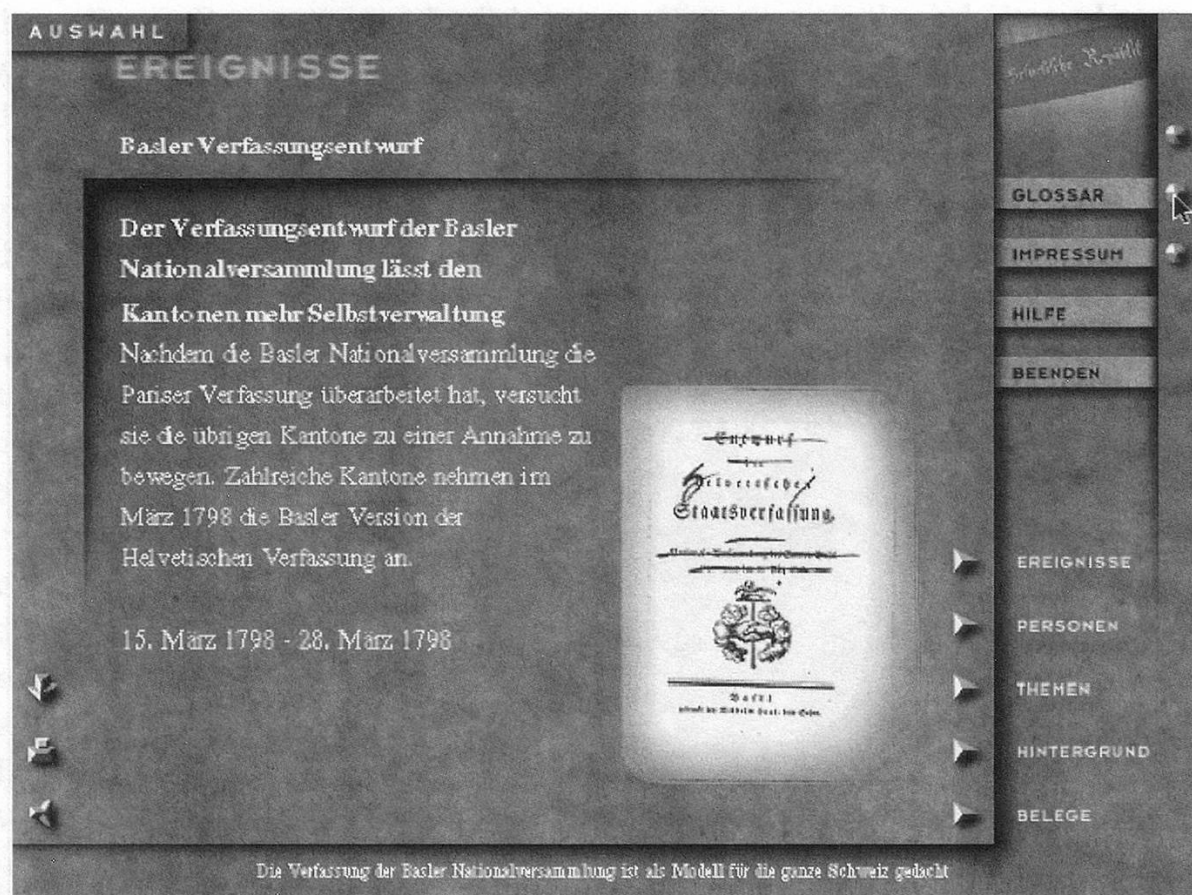 AUSWAHL
EREIGNISSE
Basler Verfassungsentwurf
Der Verfassungsentwurf der Basler
Nationalversammlung lässt den
Kantonen mehr Selbstverwaltung
Nachdem die Basler Nationalversammlung die
Pariser Verfassung überarbeitet hat, versucht
sie die übrigen Kantone zu einer Annahme zu
bewegen. Zahlreiche Kantone nehmen im
März 1798 die Basler Version der
Helvetischen Verfassung an.
15. März 1798 - 28. März 1798
Entwurf
der
Helvetischen
Staatsverfassung,
Basel
Die Verfassung der Basler Nationalversammlung ist als Modell für die ganze Schweiz gedacht
Helvetische Republik
GLOSSAR
IMPRESSUM
HILFE
BEENDEN
EREIGNISSE
PERSONEN
THEMEN
HINTERGRUND
BELEGE